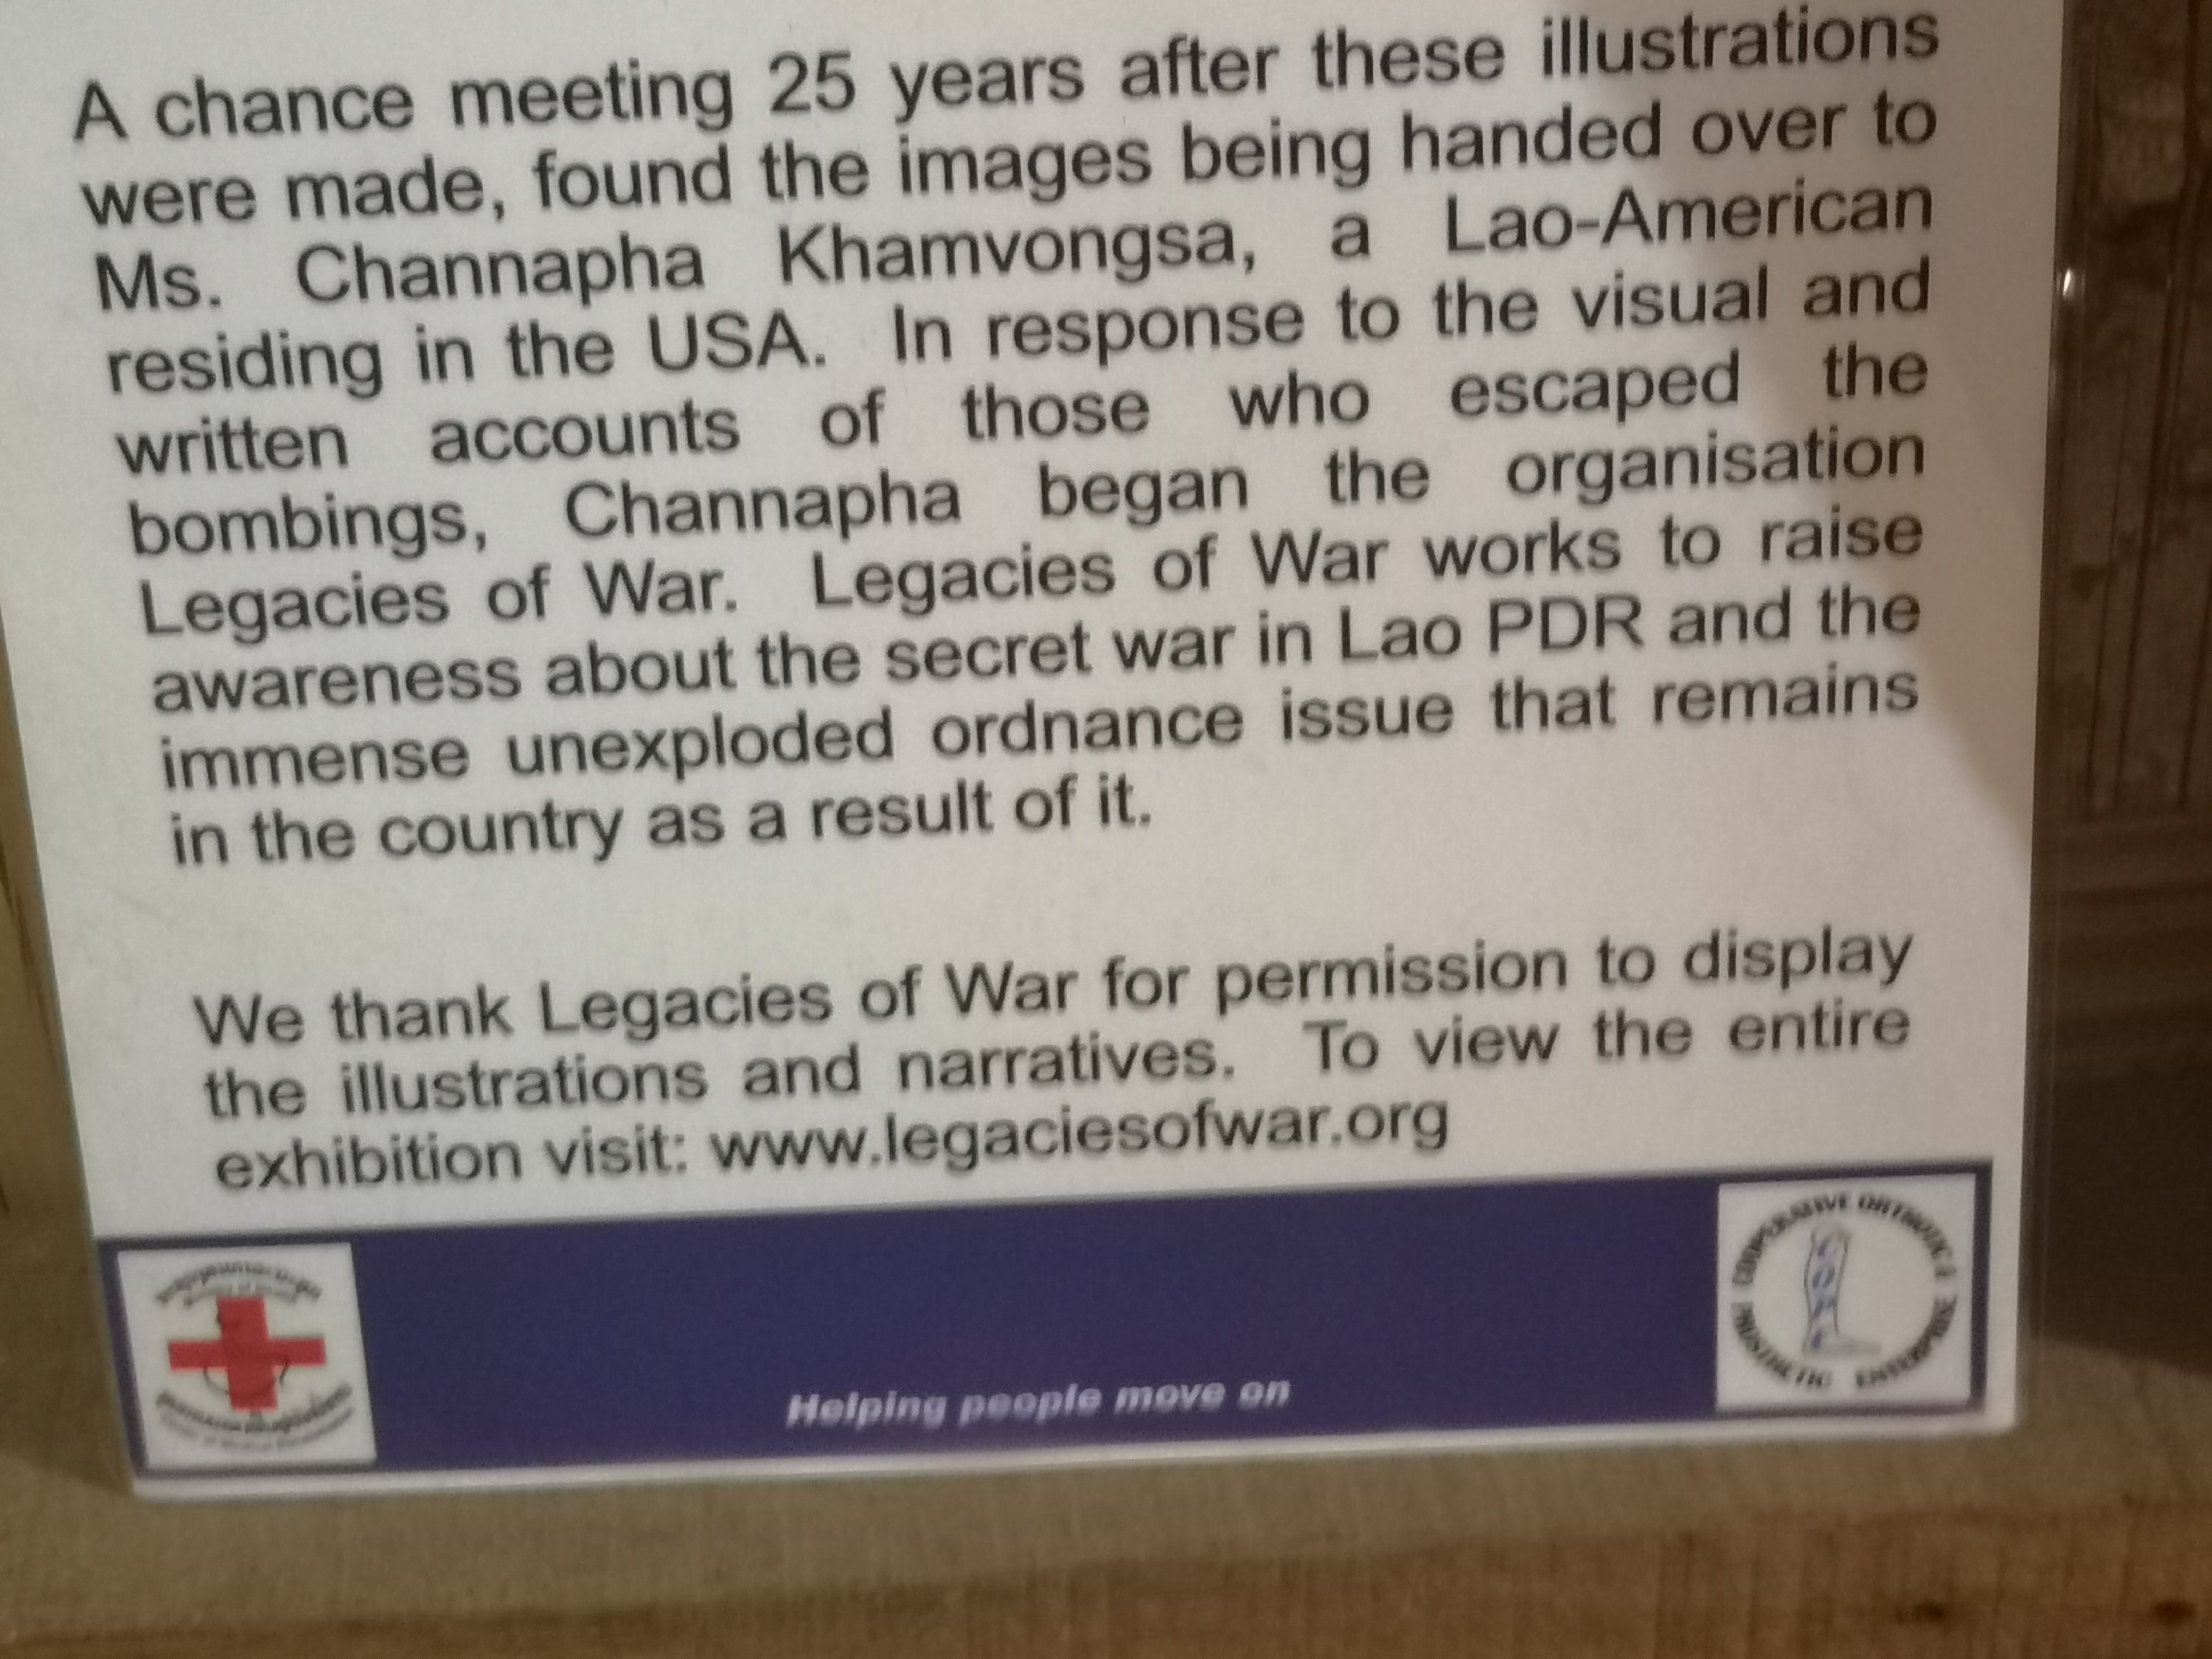 A chance meeting 25 years after these illustrations
were made, found the images being handed over to
Ms. Channapha Khamvongsa, a Lao-American
residing in the USA. In response to the visual and
written accounts of those who escaped the
bombings, Channapha began the organisation
Legacies of War. Legacies of War works to raise
awareness about the secret war in Lao PDR and the
immense unexploded ordnance issue that remains
in the country as a result of it.
We thank Legacies of War for permission to display
the illustrations and narratives. To view the entire
exhibition visit: www.legaciesofwar.org
Helping people move on
COOPERATIVE ORTHOTIC &
PROSTHETIC ENTERPRISE
COPE